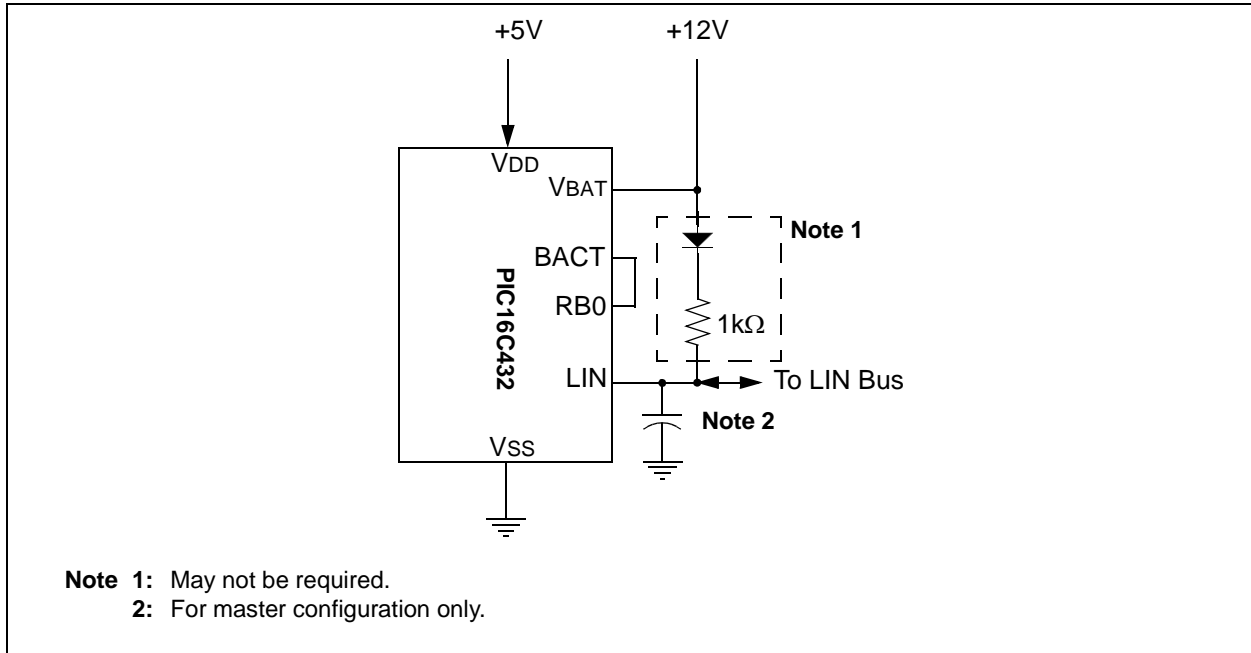 +5V
+12V
VDD
VBAT
Note 1
BACT
PIC16C432
RB0
1kΩ
LIN
To LIN Bus
Note 2
VSS
Note 1: May not be required.
2: For master configuration only.